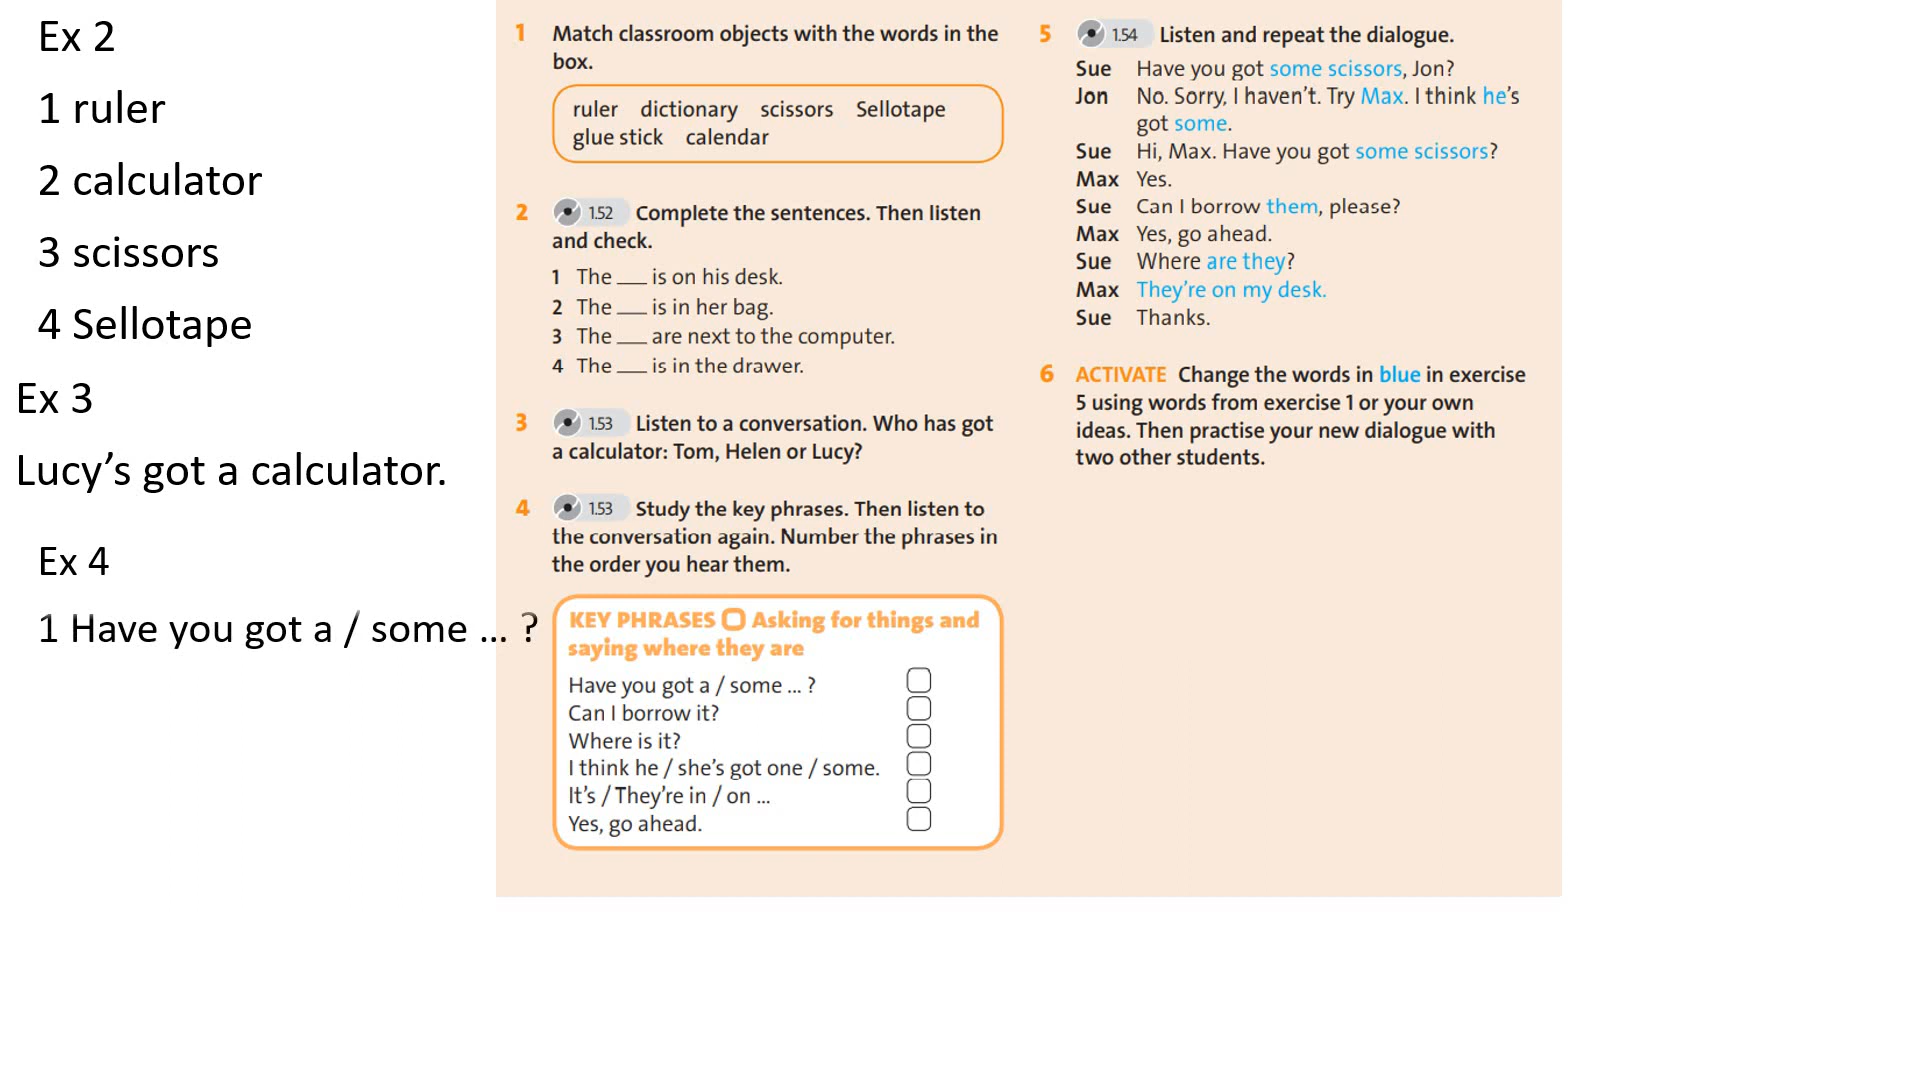 Ex 2
1 ruler
2 calculator
3 scissors
4 Sellotape
Ex 3
Lucy’s got a calculator.
Ex 4
1 Have you got a / some ... ?
1 Match classroom objects with the words in the
box.
ruler dictionary scissors Sellotape
glue stick calendar
2 1.52 Complete the sentences. Then listen
and check.
1 The ___ is on his desk.
2 The ___ is in her bag.
3 The ___ are next to the computer.
4 The ___ is in the drawer.
3 1.53 Listen to a conversation. Who has got
a calculator: Tom, Helen or Lucy?
4 1.53 Study the key phrases. Then listen to
the conversation again. Number the phrases in
the order you hear them.
KEY PHRASES Asking for things and
saying where they are
Have you got a / some ... ?
Can I borrow it?
Where is it?
I think he / she’s got one / some.
It’s / They’re in / on ...
Yes, go ahead.
5 1.54 Listen and repeat the dialogue.
Sue Have you got some scissors, Jon?
Jon No. Sorry, I haven’t. Try Max. I think he’s
got some.
Sue Hi, Max. Have you got some scissors?
Max Yes.
Sue Can I borrow them, please?
Max Yes, go ahead.
Sue Where are they?
Max They’re on my desk.
Sue Thanks.
6 ACTIVATE Change the words in blue in exercise
5 using words from exercise 1 or your own
ideas. Then practise your new dialogue with
two other students.